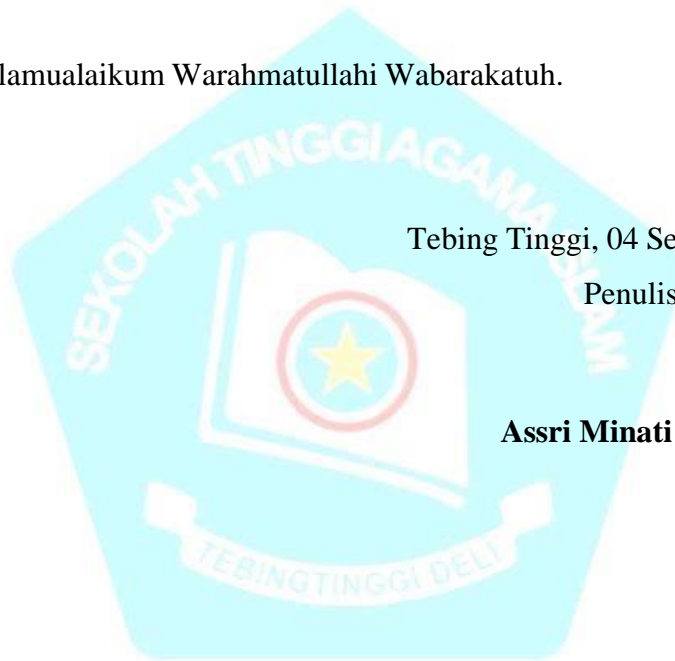 lamualaikum Warahmatullahi Wabarakatuh.
SEKOLAH TINGGI AGAMA ISLAM
Tebing Tinggi, 04 Se
Penulis
Assri Minati
TEBINGTINGGI DELI